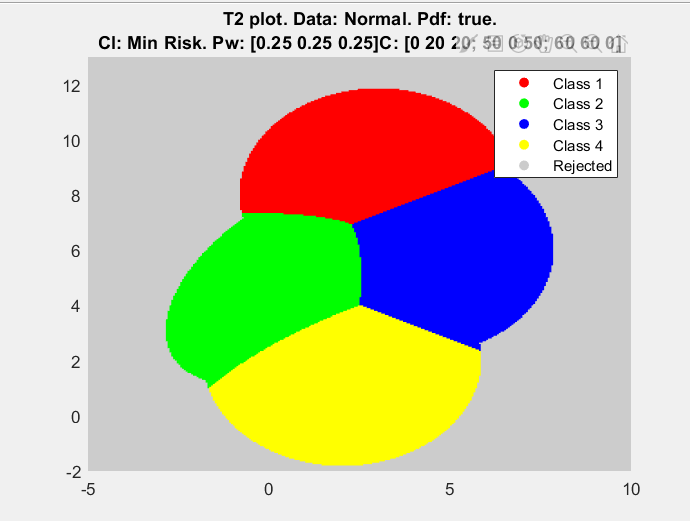 T2 plot. Data: Normal. Pdf: true.
Cl: Min Risk. Pw: [0.25 0.25 0.25]C: [0 20 20; 50 0 50; 60 60 0].
Class 1
Class 2
Class 3
Class 4
Rejected
12
10
8
6
4
2
0
-2
-5
0
5
10